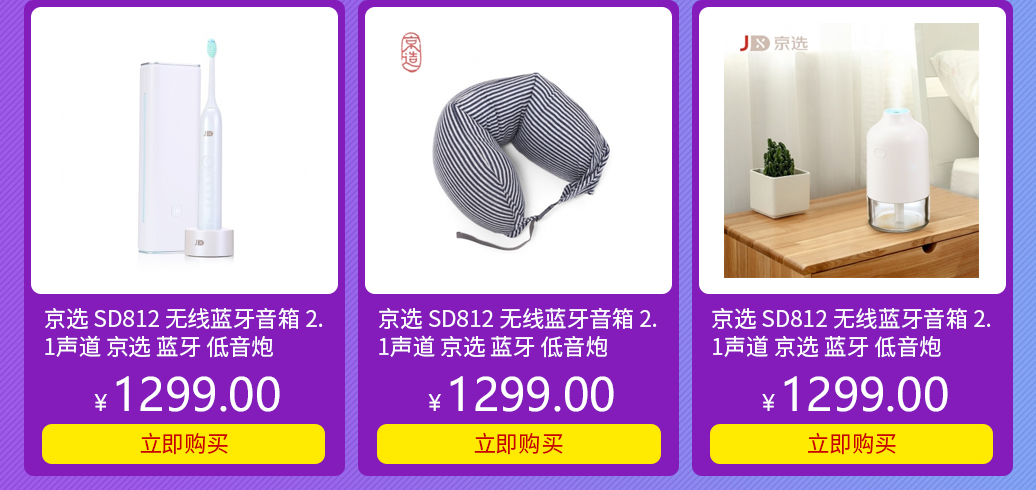 JD
JD
京造
JD 京选
京选 SD812 无线蓝牙音箱 2.
1声道 京选 蓝牙 低音炮
¥ 1299.00
立即购买
京选 SD812 无线蓝牙音箱 2.
1声道 京选 蓝牙 低音炮
¥ 1299.00
立即购买
京选 SD812 无线蓝牙音箱 2.
1声道 京选 蓝牙 低音炮
¥ 1299.00
立即购买